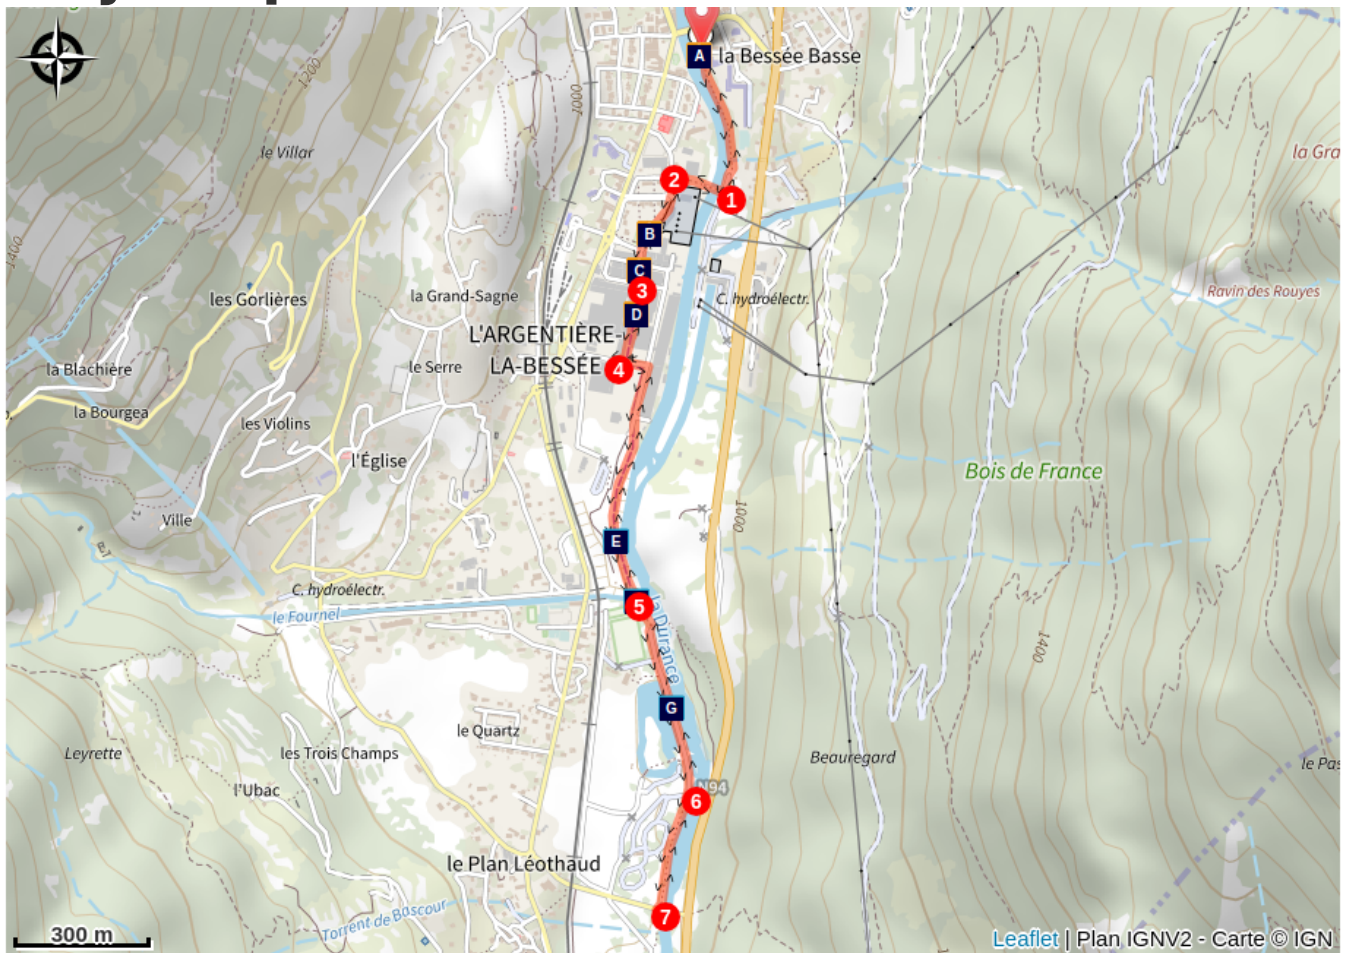 A
la Bessée Basse
1200
1000
le Villar
la Gra
2
1
B
1400
C
les Gorlières
la Grand-Sagne
3
C. hydroélectr.
Ravin des Rouyes
D
L'ARGENTIÈRE-
LA-BESSÉE
4
la Blachère
le Serre
la Bourgea
les Violins
l'Église
Bois de France
Ville
1000
E
C. hydroélectr.
le Fournel
5
la Durance
1400
G
le Quartz
Leyrette
les Trois Champs
Beauregard
le Pas
l'Ubac
N94
6
le Plan Léothaud
7
Torrent de Bascour
300 m
Leaflet | Plan IGNV2 - Carte © IGN